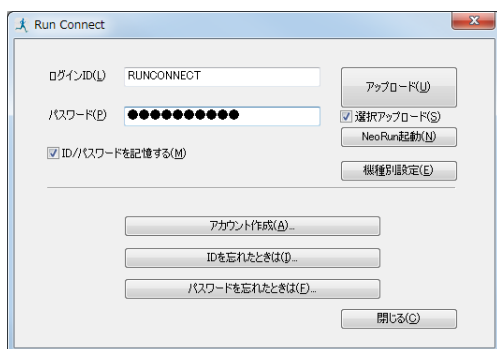 Run Connect
ログインID(L)
RUNCONNECT
アップロード(U)
パスワード(P)
●●●●●●●●●●
選択アップロード(S)
NeoRun起動(N)
ID/パスワードを記憶する(M)
機種別設定(E)
アカウント作成(A)...
IDを忘れたときは(I)...
パスワードを忘れたときは(F)...
閉じる(C)